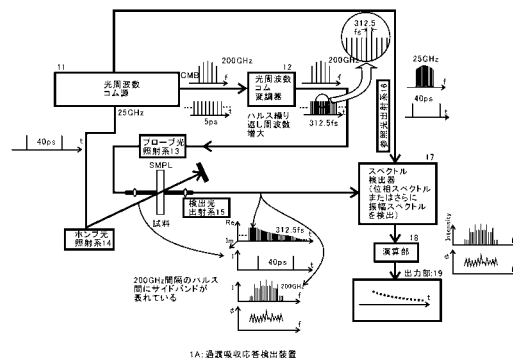 312.5
fs
11
光周波数
コム源
CMB
200GHz
f
t
5ps
12
光周波数
コム
変調器
パルス繰り
返し周波数
増大
200GHz
f
t
312.5fs
25GHz
f
40ps
t
参照光出射系16
25GHz
40ps
t
プローブ光
照射系13
SMPL
試料
検出光
出射系15
ポンプ光
照射系14
17
スペクトル
検出器
(位相スペクトル
またはさらに
振幅スペクトル
を検出)
18
演算部
出力部:19
t
Intensity
f
Φ
f
Re
Im
312.5fs
t
I
40ps
t
I
200GHz
f
Φ
f
200GHz間隔のパルス
間にサイドバンドが
表れている
1A:過渡吸収応答検出装置